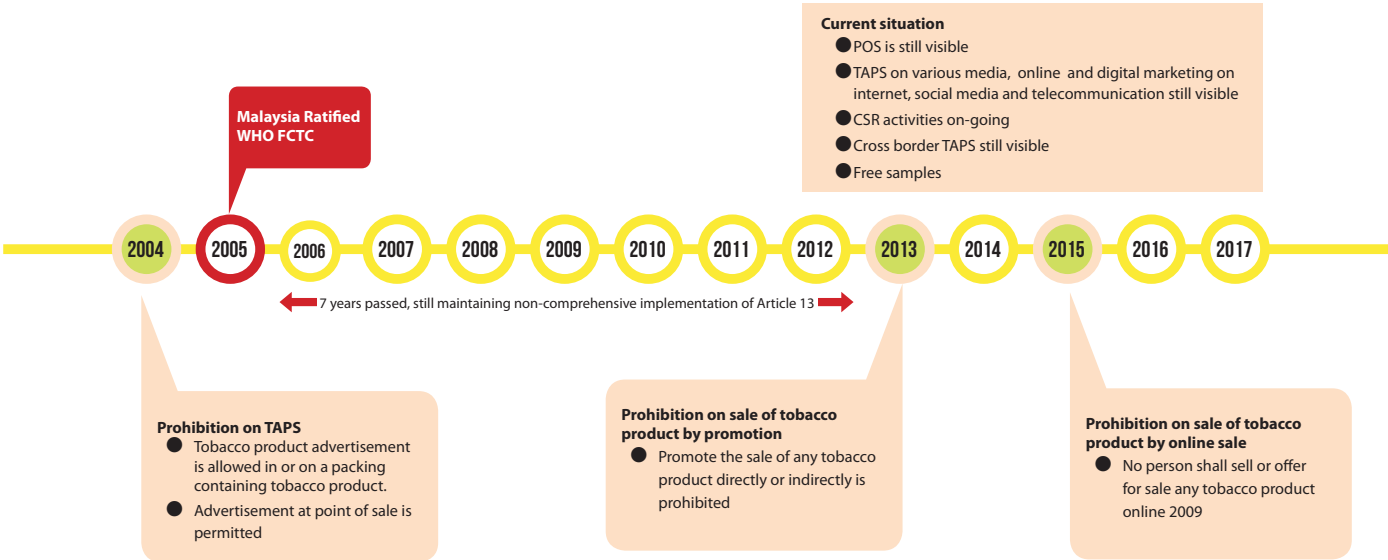 Current situation
● POS is still visible
● TAPS on various media, online and digital marketing on
internet, social media and telecommunication still visible
● CSR activities on-going
● Cross border TAPS still visible
● Free samples
Malaysia Ratified
WHO FCTC
2004 2005 2006 2007 2008 2009 2010 2011 2012 2013 2014 2015 2016 2017
7 years passed, still maintaining non-comprehensive implementation of Article 13
Prohibition on TAPS
● Tobacco product advertisement
is allowed in or on a packing
containing tobacco product.
● Advertisement at point of sale is
permitted
Prohibition on sale of tobacco
product by promotion
● Promote the sale of any tobacco
product directly or indirectly is
prohibited
Prohibition on sale of tobacco
product by online sale
● No person shall sell or offer
for sale any tobacco product
online 2009